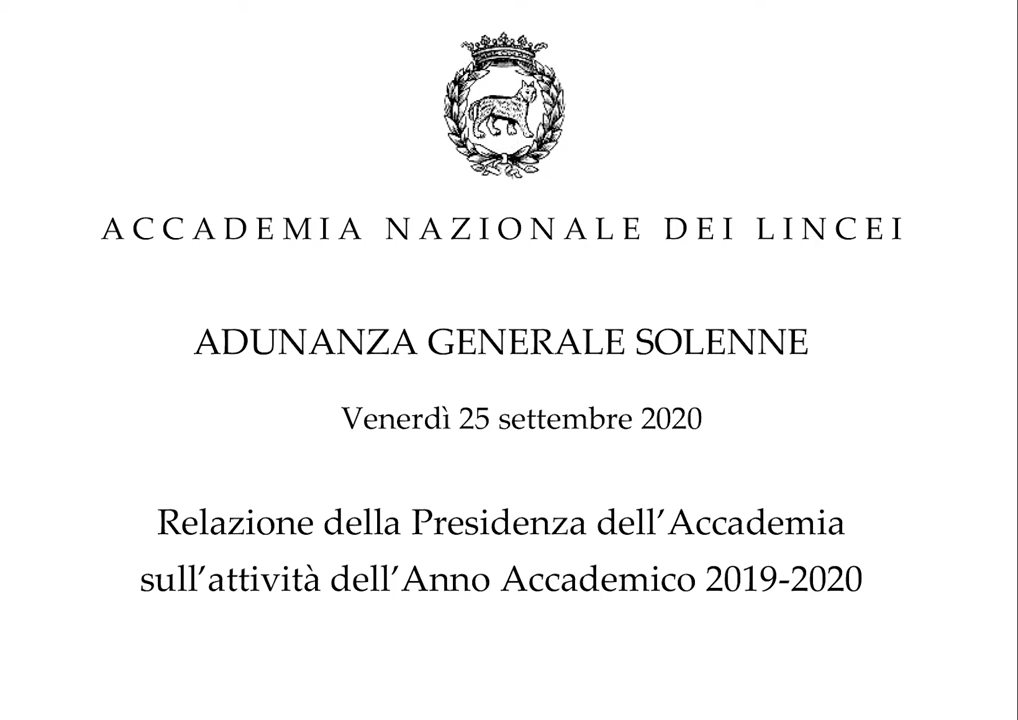 ACCADEMIA NAZIONALE DEI LINCEI
ADUNANZA GENERALE SOLENNE
Venerdì 25 settembre 2020
Relazione della Presidenza dell’Accademia
sull’attività dell’Anno Accademico 2019-2020